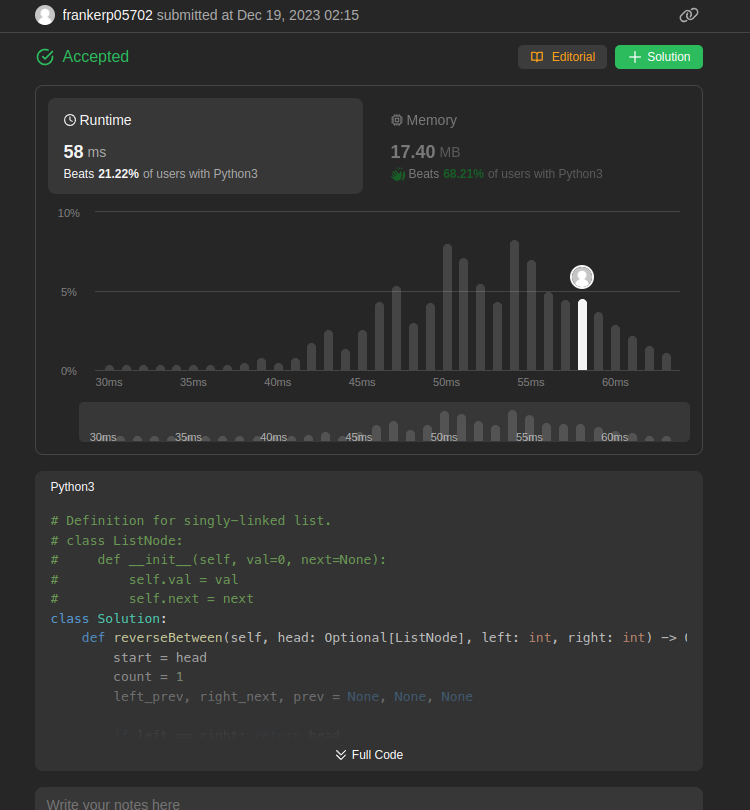 frankerp05702 submitted at Dec 19, 2023 02:15
Accepted
Editorial
Solution
Runtime
Memory
58 ms
17.40 MB
Beats 21.22% of users with Python3
Beats 68.21% of users with Python3
10%
5%
0%
30ms 35ms 40ms 45ms 50ms 55ms 60ms
30ms 35ms 40ms 45ms 50ms 55ms 60ms
Python3
# Definition for singly-linked list.
# class ListNode:
#     def __init__(self, val=0, next=None):
#         self.val = val
#         self.next = next
class Solution:
    def reverseBetween(self, head: Optional[ListNode], left: int, right: int) -> 
        start = head
        count = 1
        left_prev, right_next, prev = None, None, None
        if left == right: return head
Full Code
Write your notes here